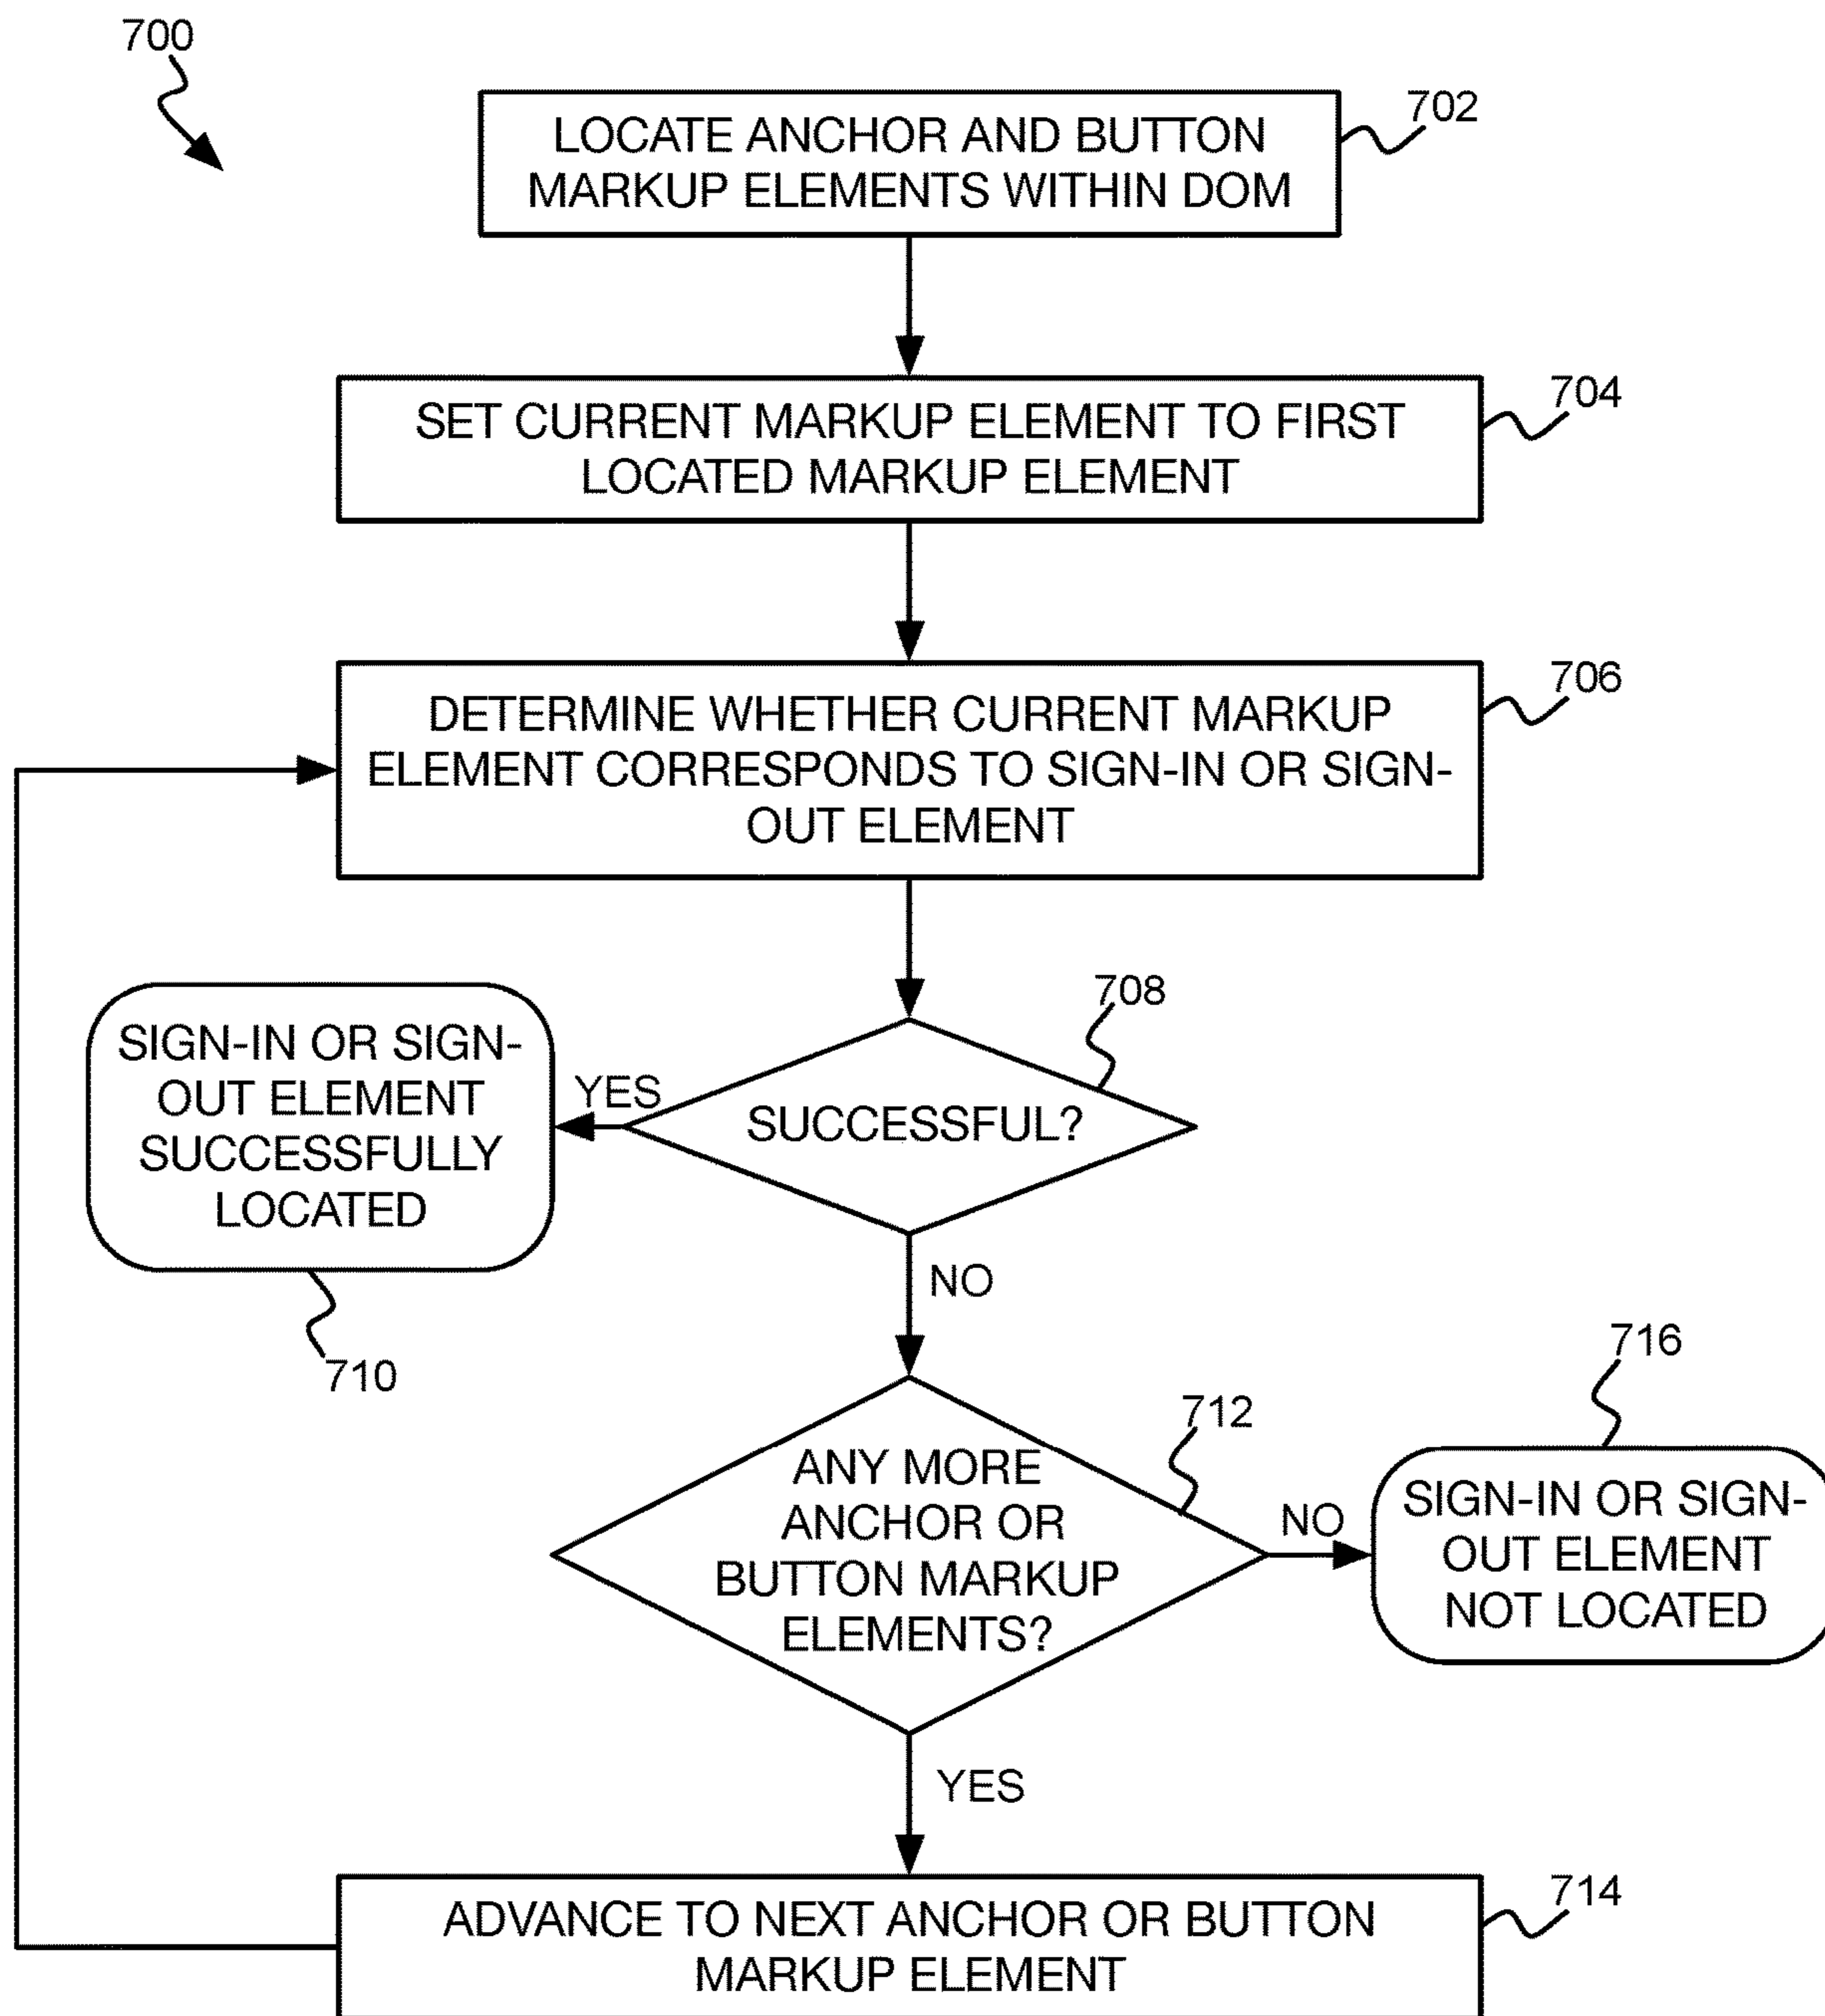 700
702
LOCATE ANCHOR AND BUTTON
MARKUP ELEMENTS WITHIN DOM
704
SET CURRENT MARKUP ELEMENT TO FIRST
LOCATED MARKUP ELEMENT
706
DETERMINE WHETHER CURRENT MARKUP
ELEMENT CORRESPONDS TO SIGN-IN OR SIGN-
OUT ELEMENT
708
SUCCESSFUL?
YES
SIGN-IN OR SIGN-
OUT ELEMENT
SUCCESSFULLY
LOCATED
710
NO
712
ANY MORE
ANCHOR OR
BUTTON MARKUP
ELEMENTS?
NO
716
SIGN-IN OR SIGN-
OUT ELEMENT
NOT LOCATED
YES
714
ADVANCE TO NEXT ANCHOR OR BUTTON
MARKUP ELEMENT